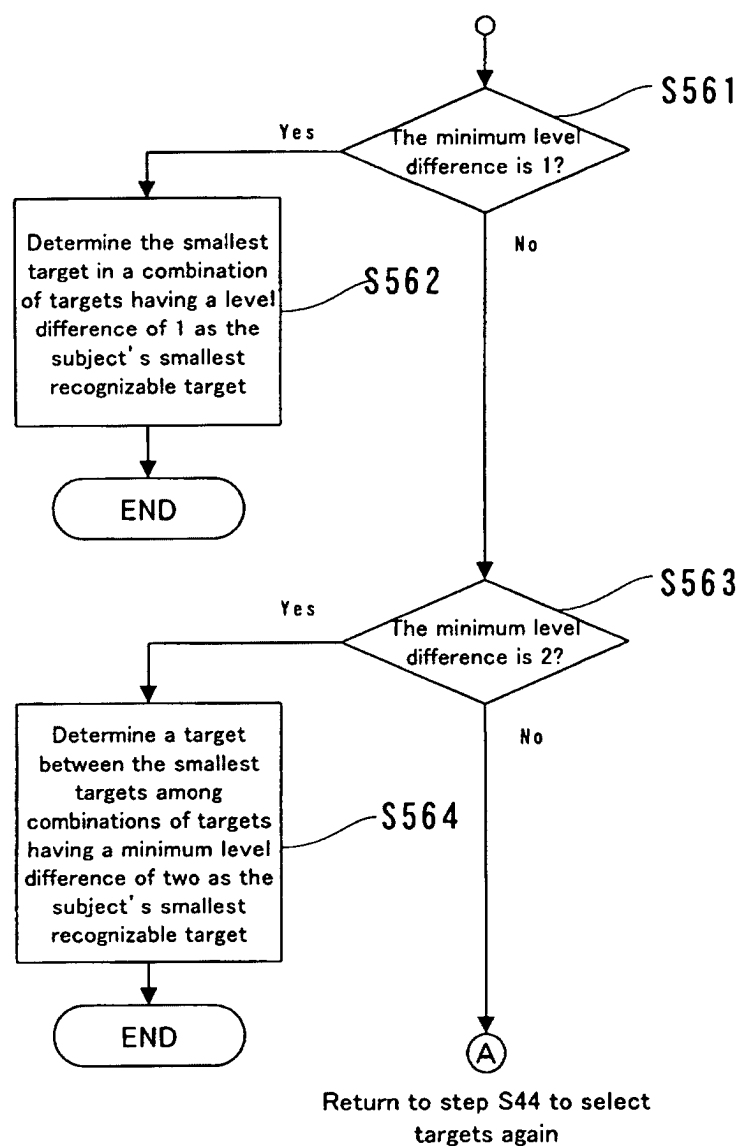 S561
Yes
The minimum level
difference is 1?
No
Determine the smallest
target in a combination
of targets having a level
difference of 1 as the
subject's smallest
recognizable target
S562
END
S563
Yes
The minimum level
difference is 2?
No
Determine a target
between the smallest
targets among
combinations of targets
having a minimum level
difference of two as the
subject's smallest
recognizable target
S564
END
A
Return to step S44 to select
targets again